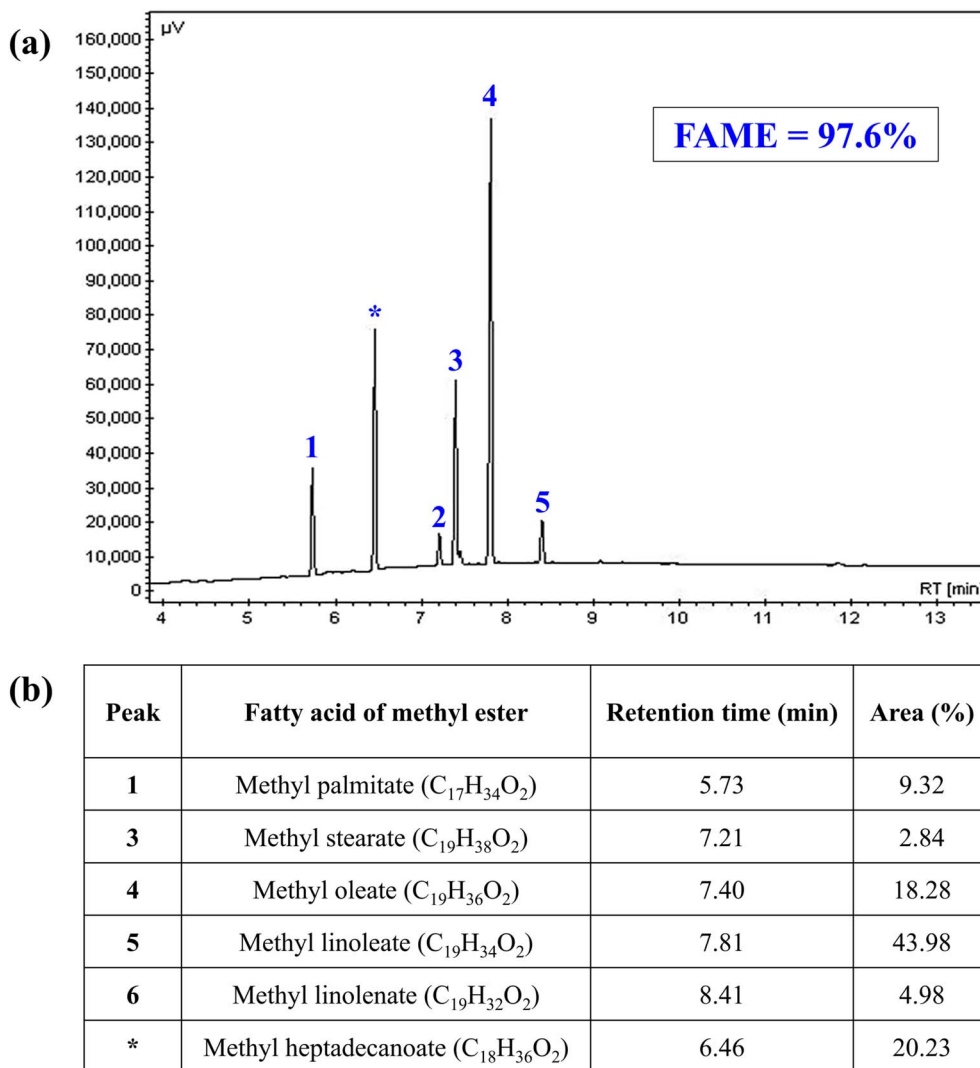 (a)
µV
160,000
150,000
140,000
130,000
120,000
110,000
100,000
90,000
80,000
70,000
60,000
50,000
40,000
30,000
20,000
10,000
0
4
FAME = 97.6%
*
3
1
2
5
RT [min]
4 5 6 7 8 9 10 11 12 13
(b)
Peak Fatty acid of methyl ester Retention time (min) Area (%)
1 Methyl palmitate (C₁₇H₃₄O₂) 5.73 9.32
3 Methyl stearate (C₁₉H₃₈O₂) 7.21 2.84
4 Methyl oleate (C₁₉H₃₆O₂) 7.40 18.28
5 Methyl linoleate (C₁₉H₃₄O₂) 7.81 43.98
6 Methyl linolenate (C₁₉H₃₂O₂) 8.41 4.98
* Methyl heptadecanoate (C₁₈H₃₆O₂) 6.46 20.23